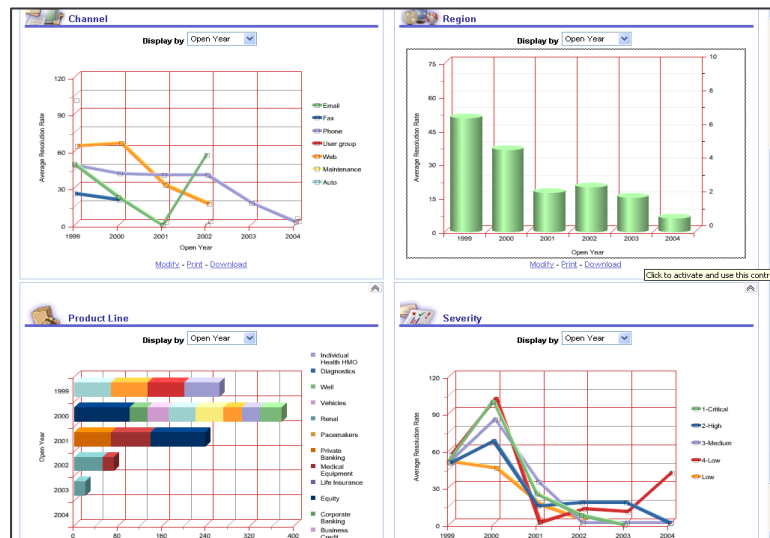 Channel
Display by Open Year
120
90
60
30
0
Average Resolution Rate
1999 2000 2001 2002 2003 2004
Open Year
Email
Fax
Phone
User group
Web
Maintenance
Auto
Modify - Print - Download
Region
Display by Open Year
75
60
45
30
15
0
Average Resolution Rate
10
8
6
4
2
0
1999 2000 2001 2002 2003 2004
Open Year
Modify - Print - Download
Click to activate and use this contr
Product Line
Display by Open Year
1999
2000
2001
2002
2003
2004
Open Year
0 80 160 240 320 400
Individual
Health HMO
Diagnostics
Well
Vehicles
Renal
Pacemakers
Private
Banking
Medical
Equipment
Life Insurance
Equity
Corporate
Banking
Business
Credit
Severity
Display by Open Year
120
90
60
30
0
Average Resolution Rate
1999 2000 2001 2002 2003 2004
1-Critical
2-High
3-Medium
4-Low
Low